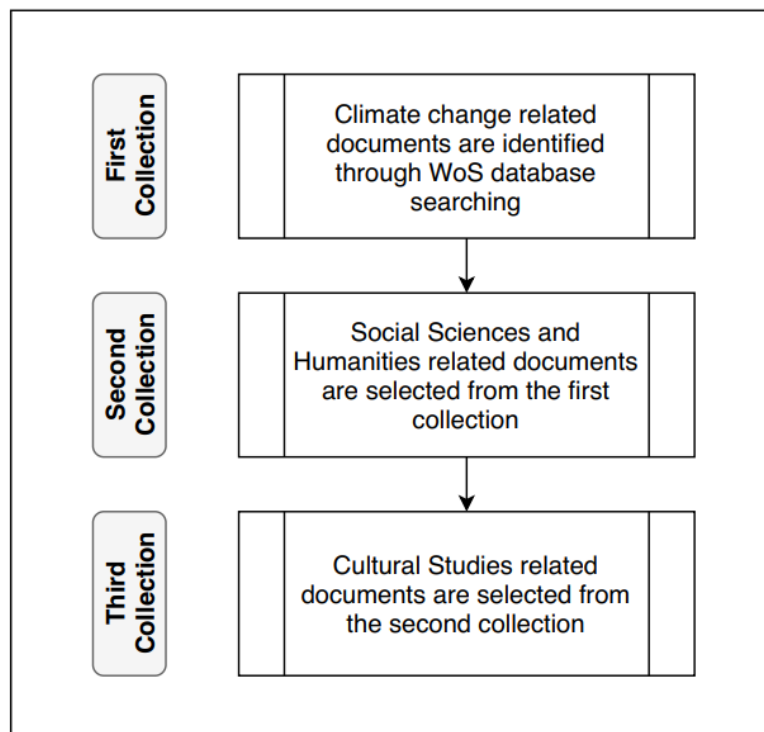 First
Collection
Climate change related
documents are identified
through WoS database
searching
Second
Collection
Social Sciences and
Humanities related documents
are selected from the first
collection
Third
Collection
Cultural Studies related
documents are selected from
the second collection